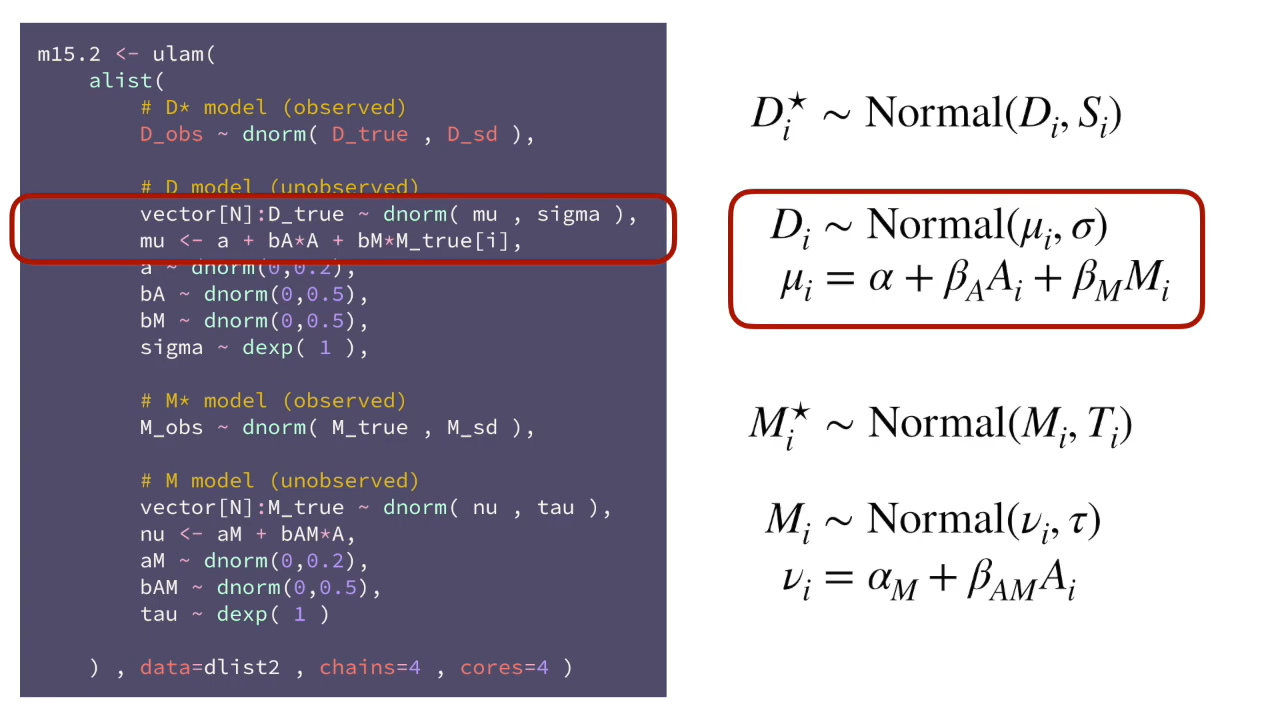 m15.2 <- ulam(
alist(
# D* model (observed)
D_obs ~ dnorm( D_true , D_sd ),
# D model (unobserved)
vector[N]:D_true ~ dnorm( mu , sigma ),
mu <- a + bA*A + bM*M_true[i],
a ~ dnorm(0,0.2),
bA ~ dnorm(0,0.5),
bM ~ dnorm(0,0.5),
sigma ~ dexp( 1 ),
# M* model (observed)
M_obs ~ dnorm( M_true , M_sd ),
# M model (unobserved)
vector[N]:M_true ~ dnorm( nu , tau ),
nu <- aM + bAM*A,
aM ~ dnorm(0,0.2),
bAM ~ dnorm(0,0.5),
tau ~ dexp( 1 )
) , data=dlist2 , chains=4 , cores=4 )
D_i^⋆ ~ Normal(D_i, S_i)
D_i ~ Normal(μ_i, σ)
μ_i = α + β_A A_i + β_M M_i
M_i^⋆ ~ Normal(M_i, T_i)
M_i ~ Normal(ν_i, τ)
ν_i = α_M + β_AM A_i